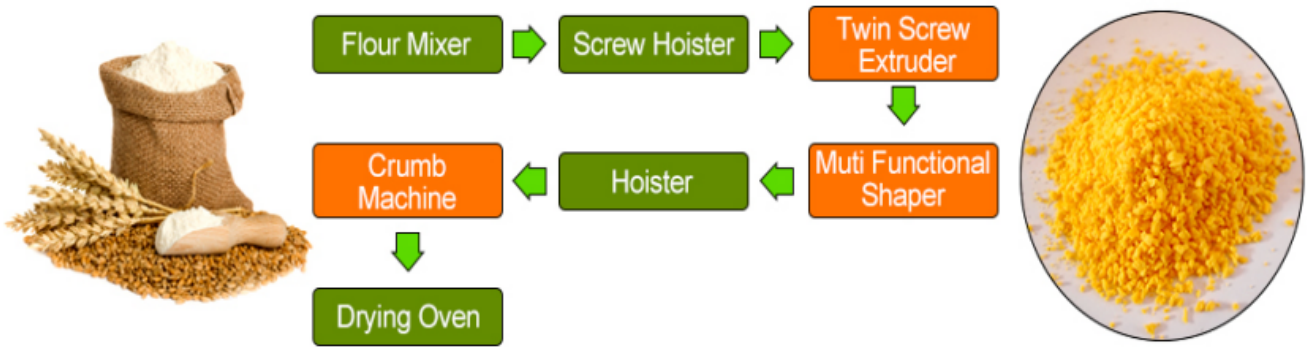 Flour Mixer
Screw Hoister
Twin Screw
Extruder
Muti Functional
Shaper
Hoister
Crumb
Machine
Drying Oven